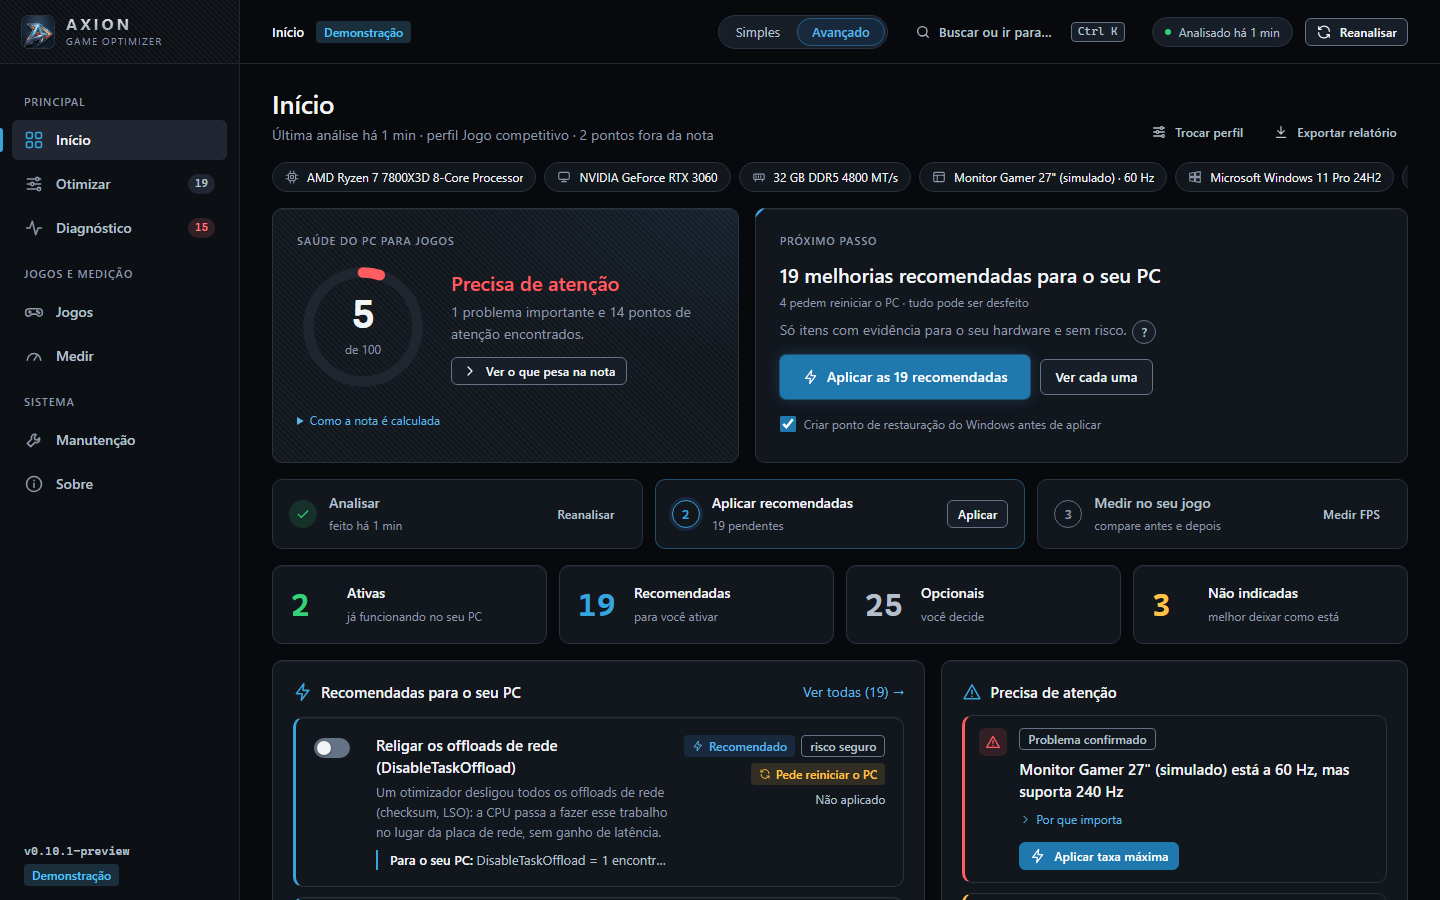 AXION
GAME OPTIMIZER
Início
Demonstração
Simples
Avançado
Buscar ou ir para...
Ctrl K
Analisado há 1 min
Reanalisar
PRINCIPAL
Início
Otimizar
19
Diagnóstico
15
JOGOS E MEDIÇÃO
Jogos
Medir
SISTEMA
Manutenção
Sobre
v0.10.1-preview
Demonstração
Início
Última análise há 1 min · perfil Jogo competitivo · 2 pontos fora da nota
Trocar perfil
Exportar relatório
AMD Ryzen 7 7800X3D 8-Core Processor
NVIDIA GeForce RTX 3060
32 GB DDR5 4800 MT/s
Monitor Gamer 27" (simulado) · 60 Hz
Microsoft Windows 11 Pro 24H2
SAÚDE DO PC PARA JOGOS
5
de 100
Precisa de atenção
1 problema importante e 14 pontos de
atenção encontrados.
Ver o que pesa na nota
Como a nota é calculada
PRÓXIMO PASSO
19 melhorias recomendadas para o seu PC
4 pedem reiniciar o PC · tudo pode ser desfeito
Só itens com evidência para o seu hardware e sem risco. ?
Aplicar as 19 recomendadas
Ver cada uma
Criar ponto de restauração do Windows antes de aplicar
Analisar
feito há 1 min
Reanalisar
2
Aplicar recomendadas
19 pendentes
Aplicar
3
Medir no seu jogo
compare antes e depois
Medir FPS
2
Ativas
já funcionando no seu PC
19
Recomendadas
para você ativar
25
Opcionais
você decide
3
Não indicadas
melhor deixar como está
Recomendadas para o seu PC
Ver todas (19) →
Religar os offloads de rede
(DisableTaskOffload)
Um otimizador desligou todos os offloads de rede
(checksum, LSO): a CPU passa a fazer esse trabalho
no lugar da placa de rede, sem ganho de latência.
Para o seu PC: DisableTaskOffload = 1 encontr...
Recomendado
risco seguro
Pede reiniciar o PC
Não aplicado
Precisa de atenção
Problema confirmado
Monitor Gamer 27" (simulado) está a 60 Hz, mas
suporta 240 Hz
Por que importa
Aplicar taxa máxima